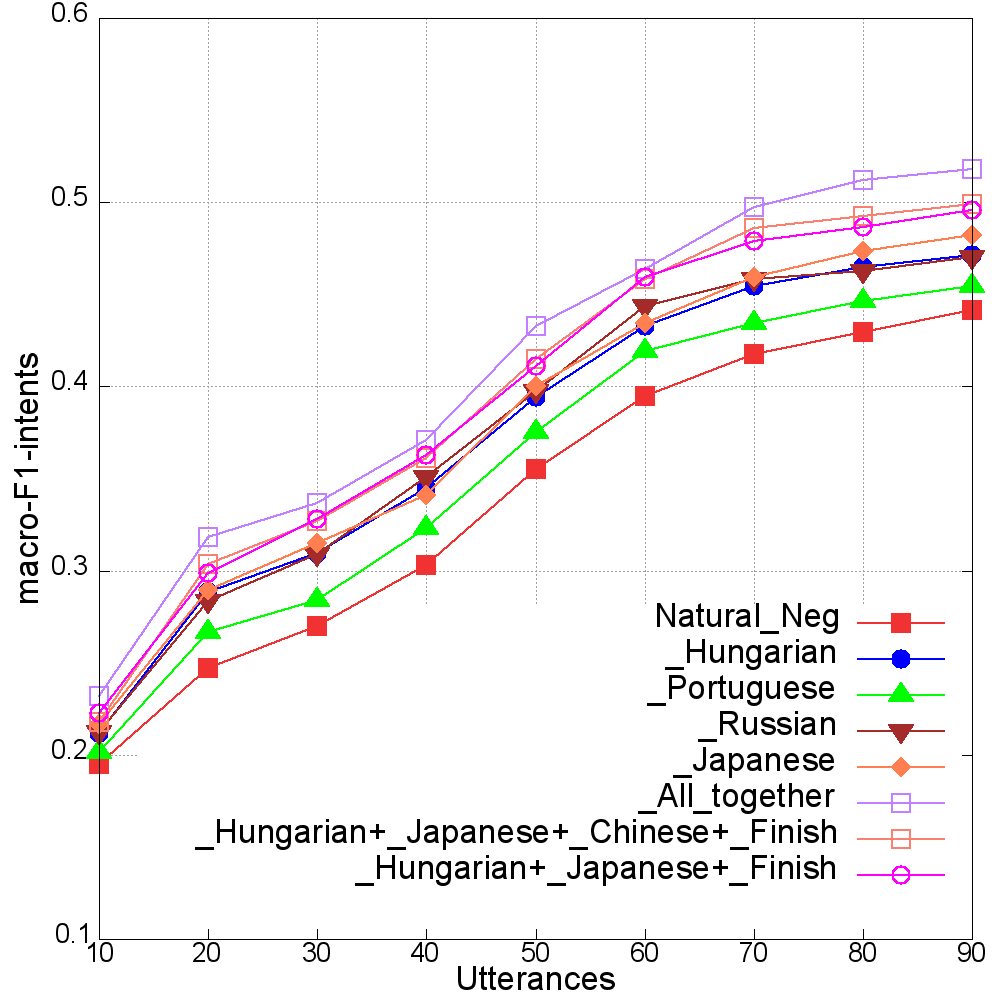 0.6
0.5
0.4
0.3
0.2
0.1
macro-F1-intents
Natural_Neg
_Hungarian
_Portuguese
_Russian
_Japanese
_All_together
_Hungarian+_Japanese+_Chinese+_Finish
_Hungarian+_Japanese+_Finish
10 20 30 40 50 60 70 80 90
Utterances